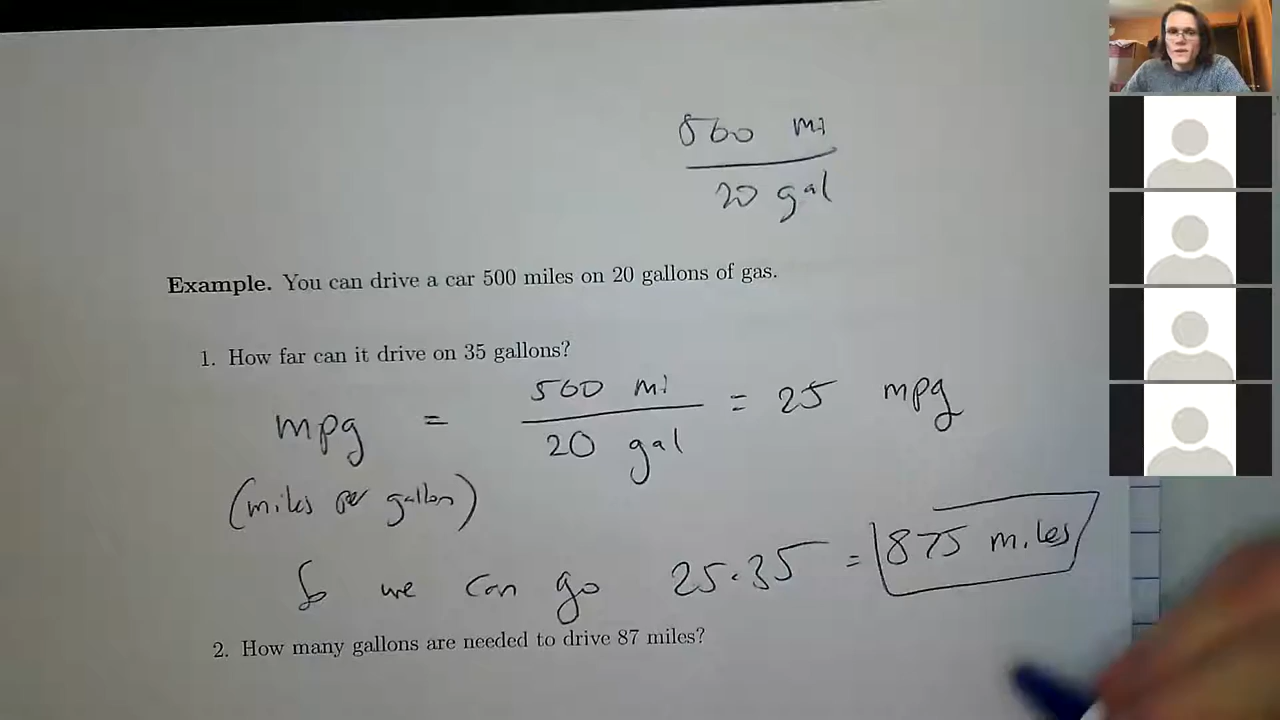 500 mi
20 gal
Example. You can drive a car 500 miles on 20 gallons of gas.
1. How far can it drive on 35 gallons?
mpg = 500 mi / 20 gal = 25 mpg
(miles per gallon)
So we can go 25·35 = 875 miles
2. How many gallons are needed to drive 87 miles?